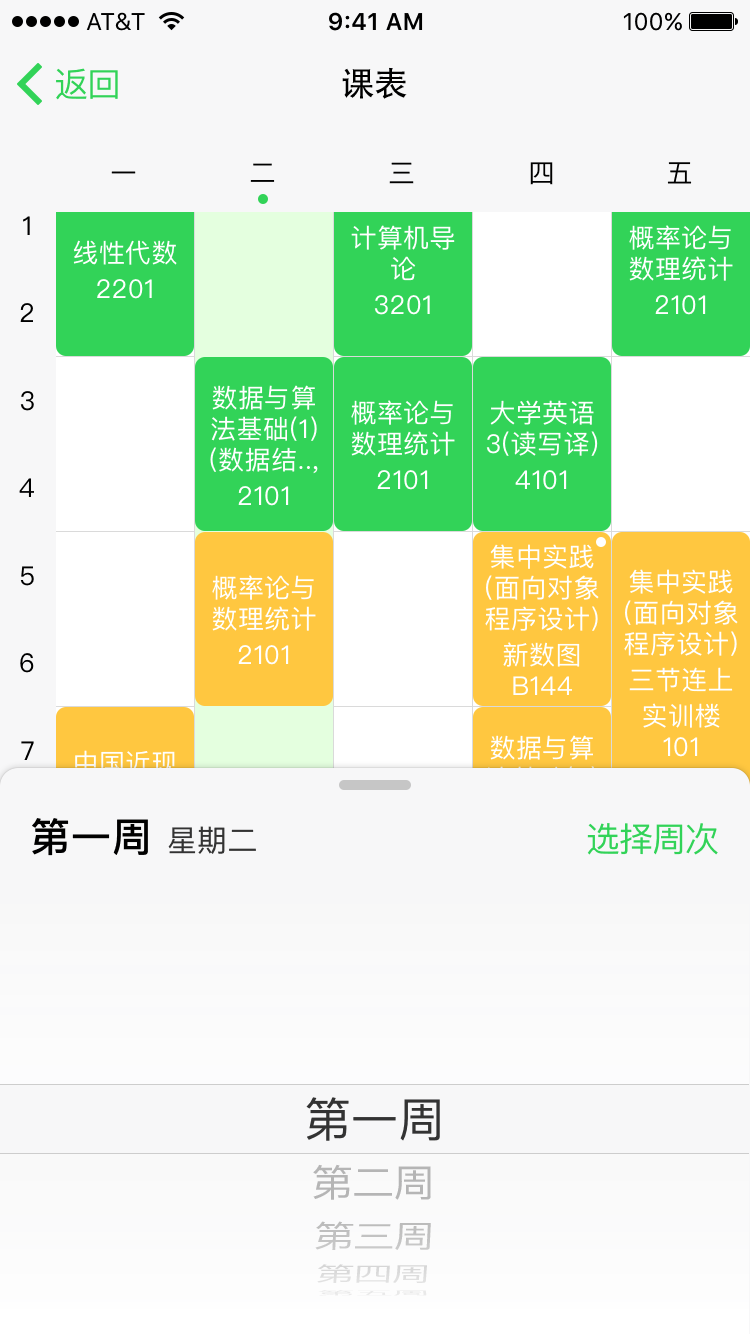 AT&T 9:41 AM 100%
返回 课表
一 二 三 四 五
1
2
3
4
5
6
7
线性代数
2201
计算机导
论
3201
概率论与
数理统计
2101
数据与算
法基础(1)
(数据结..,
2101
概率论与
数理统计
2101
大学英语
3(读写译)
4101
概率论与
数理统计
2101
集中实践
(面向对象
程序设计)
新数图
B144
集中实践
(面向对象
程序设计)
三节连上
实训楼
101
中国近现
数据与算
第一周 星期二 选择周次
第一周
第二周
第三周
第四周
第五周